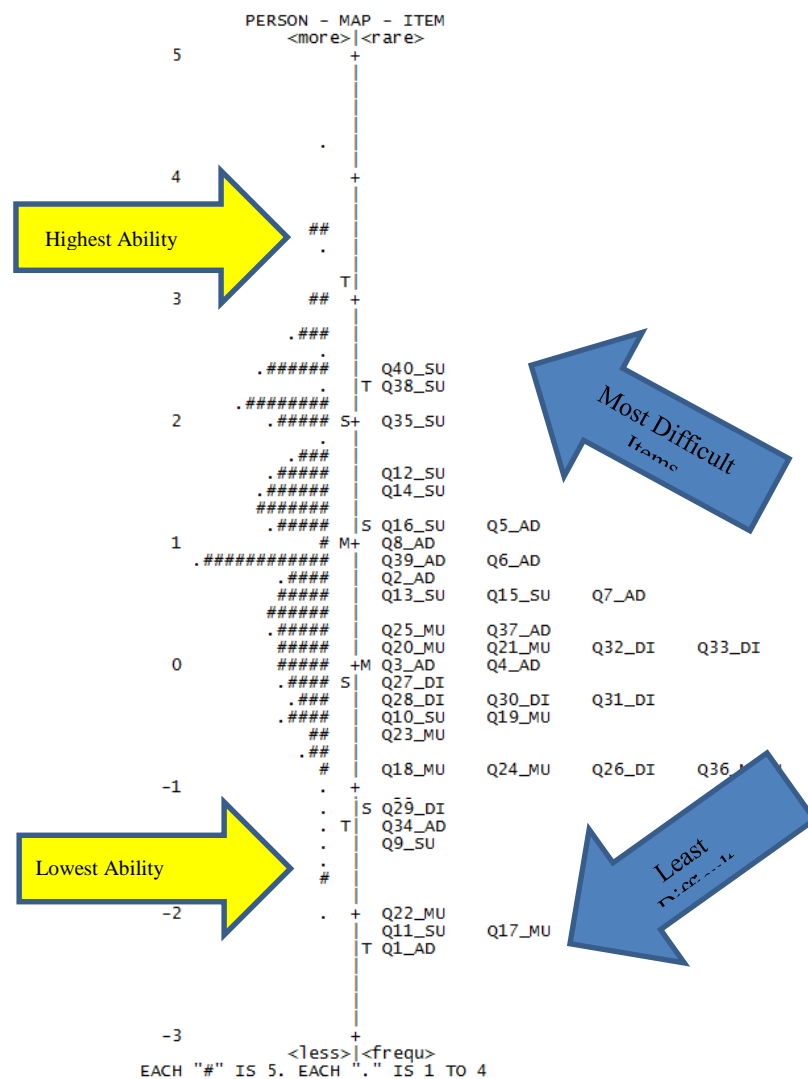 PERSON - MAP - ITEM
<more>|<rare>
5 +
|
|
|
|
|
. |
|
4 +
|
|
## |
. |
|
T|
3 ## +
|
.### |
. |
.###### | Q40_SU
. |T Q38_SU
.######## |
2 .##### S+ Q35_SU
. |
.### |
.##### | Q12_SU
.###### | Q14_SU
####### |
.##### |S Q16_SU Q5_AD
1 # M+ Q8_AD
.############ | Q39_AD Q6_AD
.#### | Q2_AD
##### | Q13_SU Q15_SU Q7_AD
###### |
.##### | Q25_MU Q37_AD
##### | Q20_MU Q21_MU Q32_DI Q33_DI
0 ##### +M Q3_AD Q4_AD
.#### S| Q27_DI
.### | Q28_DI Q30_DI Q31_DI
.#### | Q10_SU Q19_MU
## | Q23_MU
.## |
# | Q18_MU Q24_MU Q26_DI Q36
-1 . +
. |S Q29_DI
. T| Q34_AD
. | Q9_SU
. |
# |
|
-2 . + Q22_MU
| Q11_SU Q17_MU
|T Q1_AD
|
|
|
|
-3 +
<less>|<frequ>
EACH "#" IS 5. EACH "." IS 1 TO 4
Highest Ability
Lowest Ability
Most Difficult
Items
Least